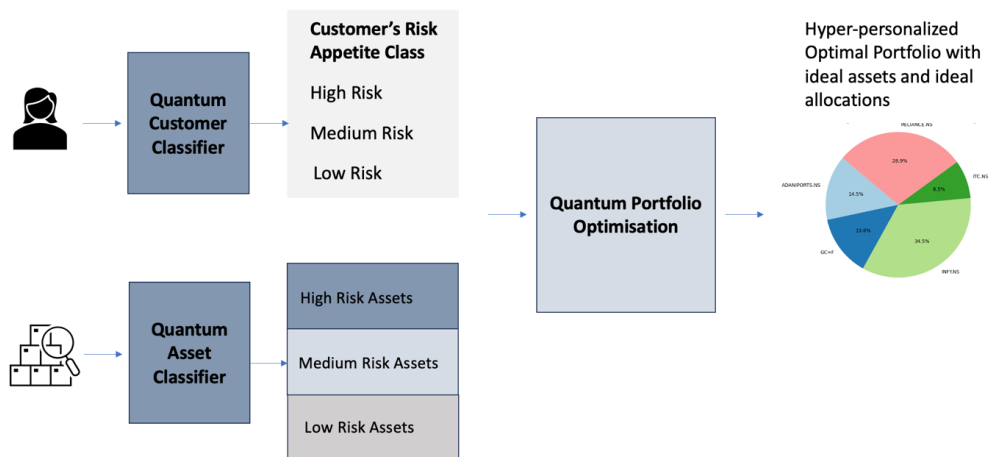 Customer's Risk
Appetite Class
High Risk
Medium Risk
Low Risk
Quantum
Customer
Classifier
Quantum
Asset
Classifier
High Risk Assets
Medium Risk Assets
Low Risk Assets
Quantum Portfolio
Optimisation
Hyper-personalized
Optimal Portfolio with
ideal assets and ideal
allocations
RELIANCE.NS
28.9%
ITC.NS
8.5%
ADANIPORTS.NS
14.5%
GC=F
13.6%
34.5%
INFY.NS